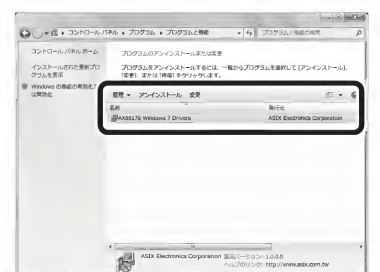 コントロール パネル ▸ プログラム ▸ プログラムと機能
プログラムと機能の検索
コントロール パネル ホーム
インストールされた更新プロ
グラムを表示
Windows の機能の有効化
は無効化
プログラムのアンインストールまたは変更
プログラムをアンインストールするには、一覧からプログラムを選択して [アンインストール]、
[変更]、または [修復] をクリックします。
整理 ▼ アンインストール 変更
名前 発行元
AX88178 Windows 7 Drivers ASIX Electronics Corporation
ASIX Electronics Corporation 製品バージョン: 1.0.0.0
ヘルプのリンク: http://www.asix.com.tw